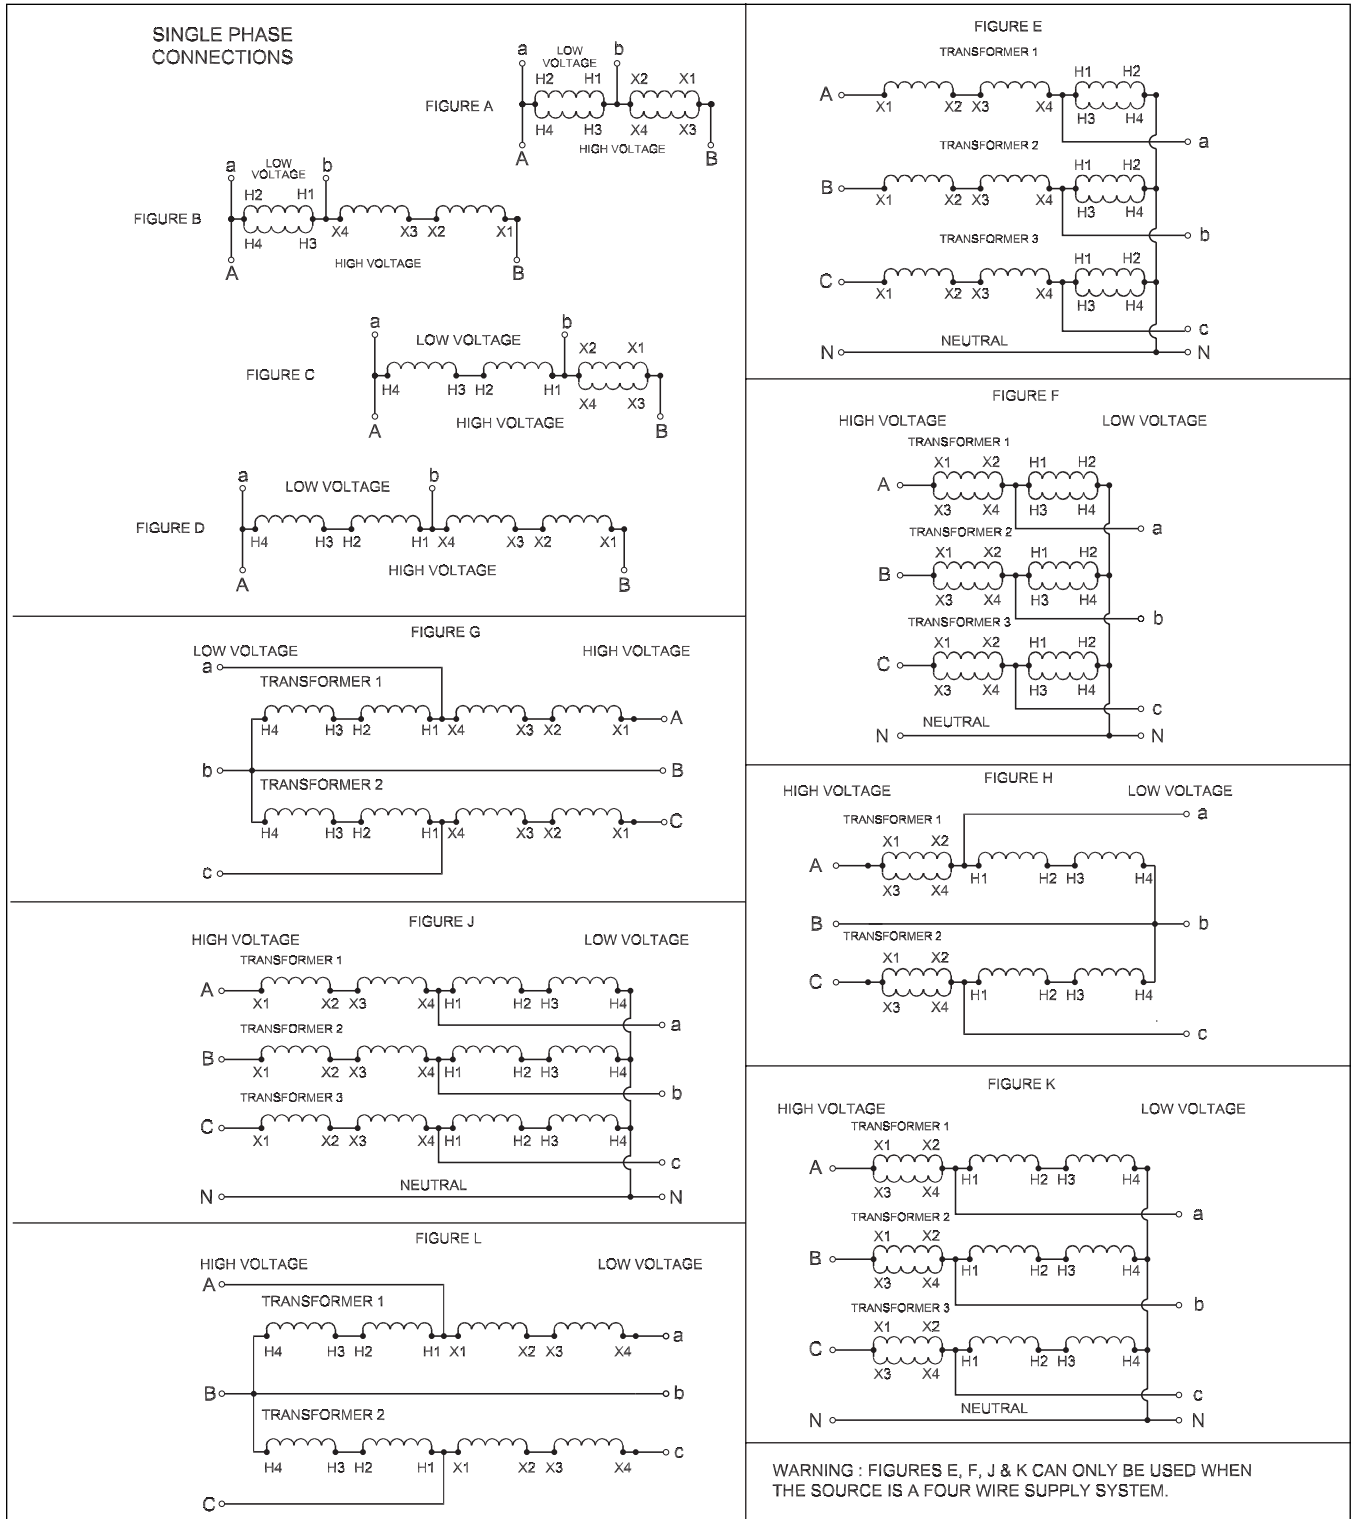 SINGLE PHASE
CONNECTIONS
FIGURE A
a
LOW
VOLTAGE
b
H2 H1 X2 X1
H4 H3 X4 X3
A
HIGH VOLTAGE
B
FIGURE B
a
LOW
VOLTAGE
b
H2 H1
H4 H3 X4 X3 X2 X1
A
HIGH VOLTAGE
B
FIGURE C
a
LOW VOLTAGE
b
X2 X1
H4 H3 H2 H1 X4 X3
A
HIGH VOLTAGE
B
FIGURE D
a
LOW VOLTAGE
b
H4 H3 H2 H1 X4 X3 X2 X1
A
HIGH VOLTAGE
B
FIGURE G
LOW VOLTAGE HIGH VOLTAGE
a
TRANSFORMER 1
A
H4 H3 H2 H1 X4 X3 X2 X1
b B
TRANSFORMER 2
C
H4 H3 H2 H1 X4 X3 X2 X1
c
FIGURE J
HIGH VOLTAGE LOW VOLTAGE
TRANSFORMER 1
A
X1 X2 X3 X4 H1 H2 H3 H4
a
TRANSFORMER 2
B
X1 X2 X3 X4 H1 H2 H3 H4
b
TRANSFORMER 3
C
X1 X2 X3 X4 H1 H2 H3 H4
c
NEUTRAL
N N
FIGURE L
HIGH VOLTAGE LOW VOLTAGE
A
TRANSFORMER 1
a
H4 H3 H2 H1 X1 X2 X3 X4
B b
TRANSFORMER 2
c
H4 H3 H2 H1 X1 X2 X3 X4
C
FIGURE E
TRANSFORMER 1
H1 H2
A
X1 X2 X3 X4 H3 H4
a
TRANSFORMER 2
H1 H2
B
X1 X2 X3 X4 H3 H4
b
TRANSFORMER 3
H1 H2
C
X1 X2 X3 X4 H3 H4
c
NEUTRAL
N N
FIGURE F
HIGH VOLTAGE LOW VOLTAGE
TRANSFORMER 1
X1 X2 H1 H2
A
X3 X4 H3 H4
a
TRANSFORMER 2
X1 X2 H1 H2
B
X3 X4 H3 H4
b
TRANSFORMER 3
X1 X2 H1 H2
C
X3 X4 H3 H4
c
NEUTRAL
N N
FIGURE H
HIGH VOLTAGE LOW VOLTAGE
a
TRANSFORMER 1
X1 X2
A
X3 X4 H1 H2 H3 H4
B b
TRANSFORMER 2
X1 X2
C
X3 X4 H1 H2 H3 H4
c
FIGURE K
HIGH VOLTAGE LOW VOLTAGE
TRANSFORMER 1
X1 X2
A
X3 X4 H1 H2 H3 H4
a
TRANSFORMER 2
X1 X2
B
X3 X4 H1 H2 H3 H4
b
TRANSFORMER 3
X1 X2
C
X3 X4 H1 H2 H3 H4
c
NEUTRAL
N N
WARNING : FIGURES E, F, J & K CAN ONLY BE USED WHEN
THE SOURCE IS A FOUR WIRE SUPPLY SYSTEM.